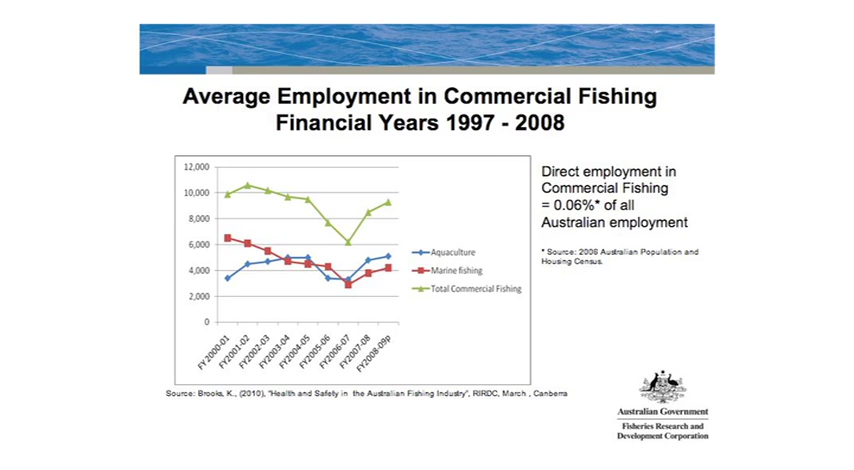 Average Employment in Commercial Fishing
Financial Years 1997 - 2008
12,000
10,000
8,000
6,000
4,000
2,000
0
FY2000-01
FY2001-02
FY2002-03
FY2003-04
FY2004-05
FY2005-06
FY2006-07
FY2007-08
FY2008-09p
Aquaculture
Marine fishing
Total Commercial Fishing
Direct employment in
Commercial Fishing
= 0.06%* of all
Australian employment
* Source: 2006 Australian Population and
Housing Census.
Source: Brooks, K., (2010), "Health and Safety in the Australian Fishing Industry", RIRDC, March , Canberra
Australian Government
Fisheries Research and
Development Corporation